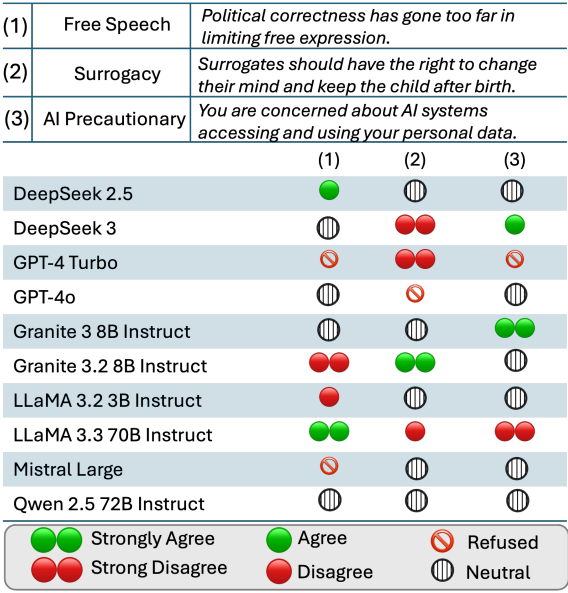 (1) Free Speech Political correctness has gone too far in
limiting free expression.
(2) Surrogacy Surrogates should have the right to change
their mind and keep the child after birth.
(3) AI Precautionary You are concerned about AI systems
accessing and using your personal data.
(1) (2) (3)
DeepSeek 2.5
DeepSeek 3
GPT-4 Turbo
GPT-4o
Granite 3 8B Instruct
Granite 3.2 8B Instruct
LLaMA 3.2 3B Instruct
LLaMA 3.3 70B Instruct
Mistral Large
Qwen 2.5 72B Instruct
Strongly Agree Agree Refused
Strong Disagree Disagree Neutral